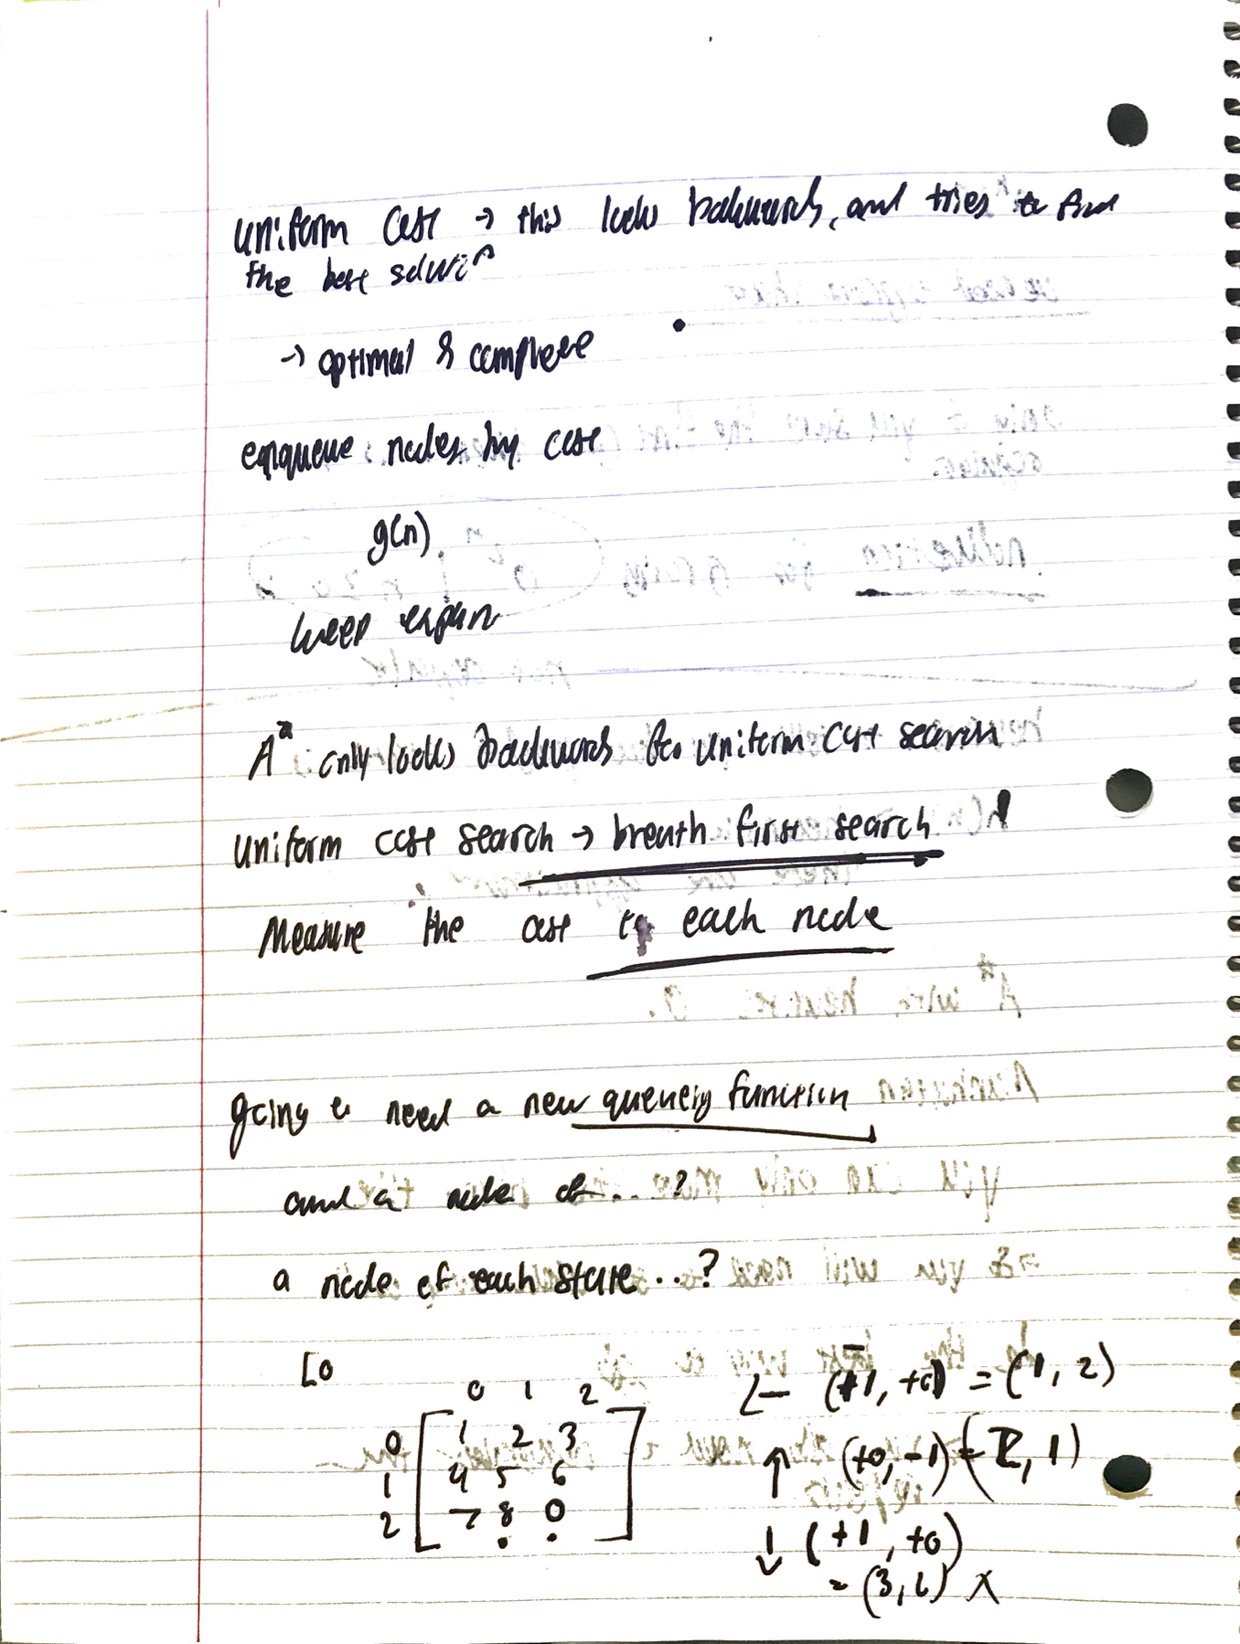 uniform cost → this looks backwards, and tries to find
the best soluti^n
→ optimal & complete
enqueue nodes by cost
g(n)
keep expan
A* only looks backwards for uniform cost search
uniform cost search → breath first search
Measure the cost to each node
going to need a new queueing function
and a node of ...?
a node of each state ...?
[0
0 1 2
0 1 2 3
1 4 5 6
2 7 8 0
← (-1, +0) = (1, 2)
↑ (+0, -1) = (2, 1)
↓ (+1, +0)
= (3, 2) X